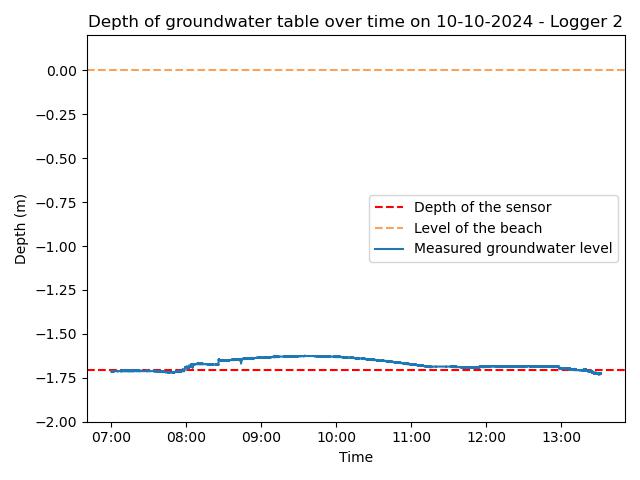 Depth of groundwater table over time on 10-10-2024 - Logger 2
0.00
−0.25
−0.50
−0.75
−1.00
−1.25
−1.50
−1.75
−2.00
Depth (m)
Depth of the sensor
Level of the beach
Measured groundwater level
07:00 08:00 09:00 10:00 11:00 12:00 13:00
Time